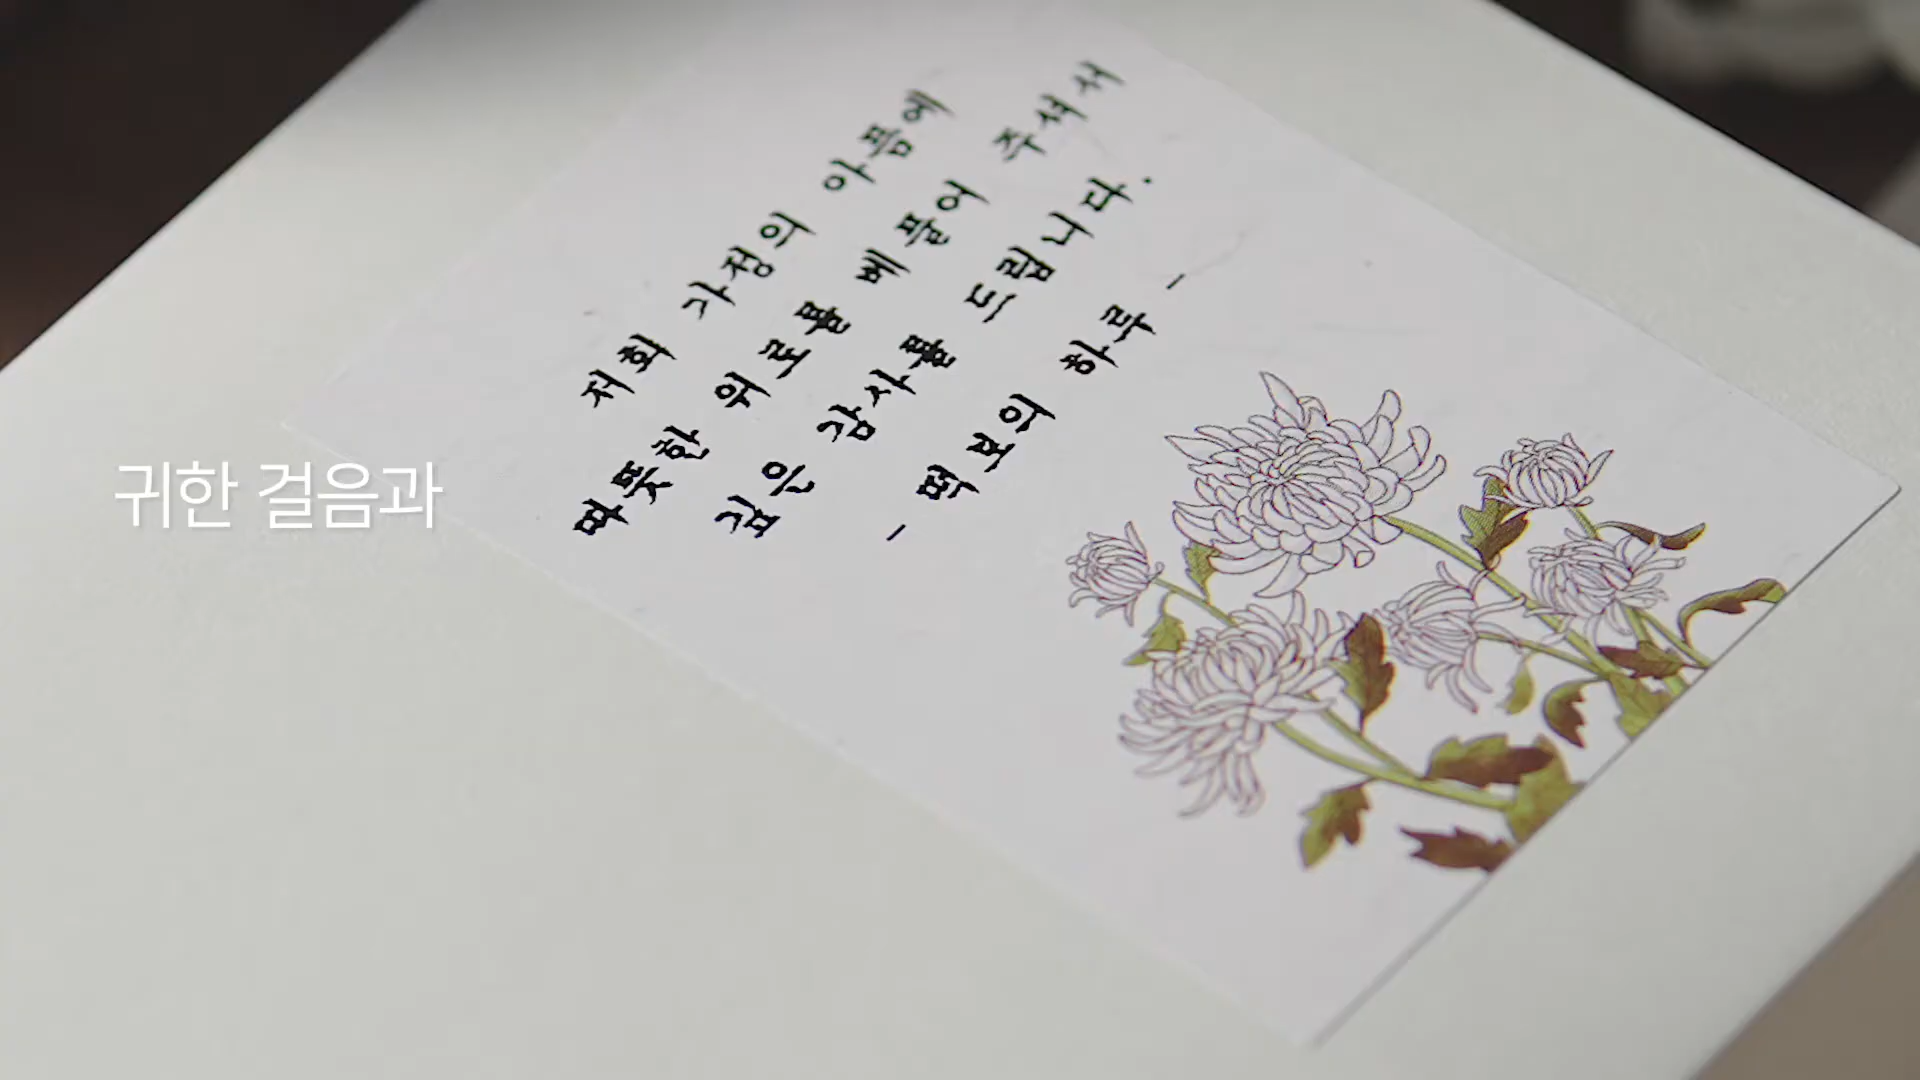 귀한 걸음과
저희 가정의 아픔에
따뜻한 위로를 베풀어 주셔서
깊은 감사를 드립니다.
- 떡보의 하루 -